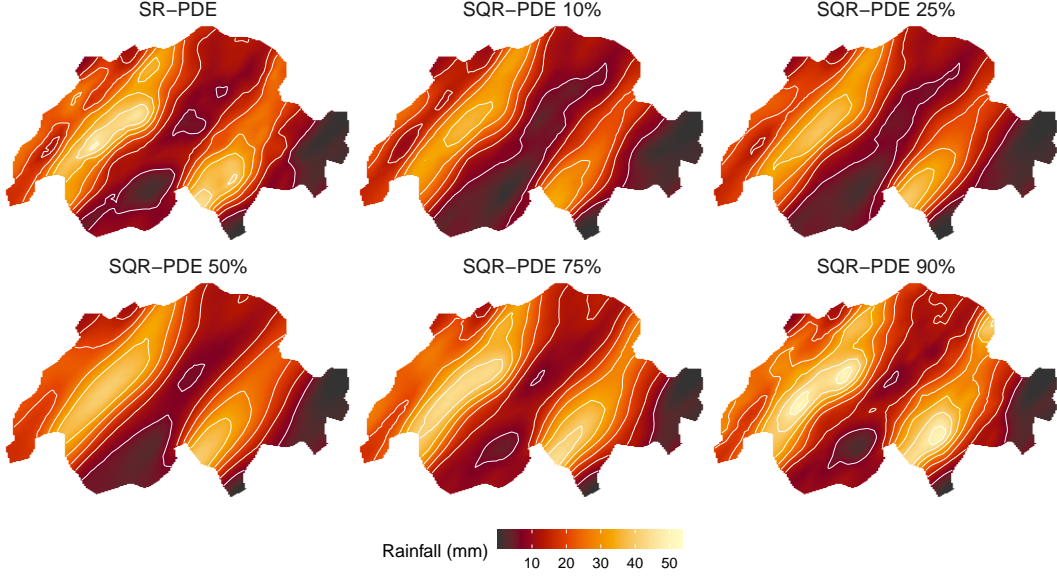 SR−PDE
SQR−PDE 10%
SQR−PDE 25%
SQR−PDE 50%
SQR−PDE 75%
SQR−PDE 90%
Rainfall (mm)
10 20 30 40 50